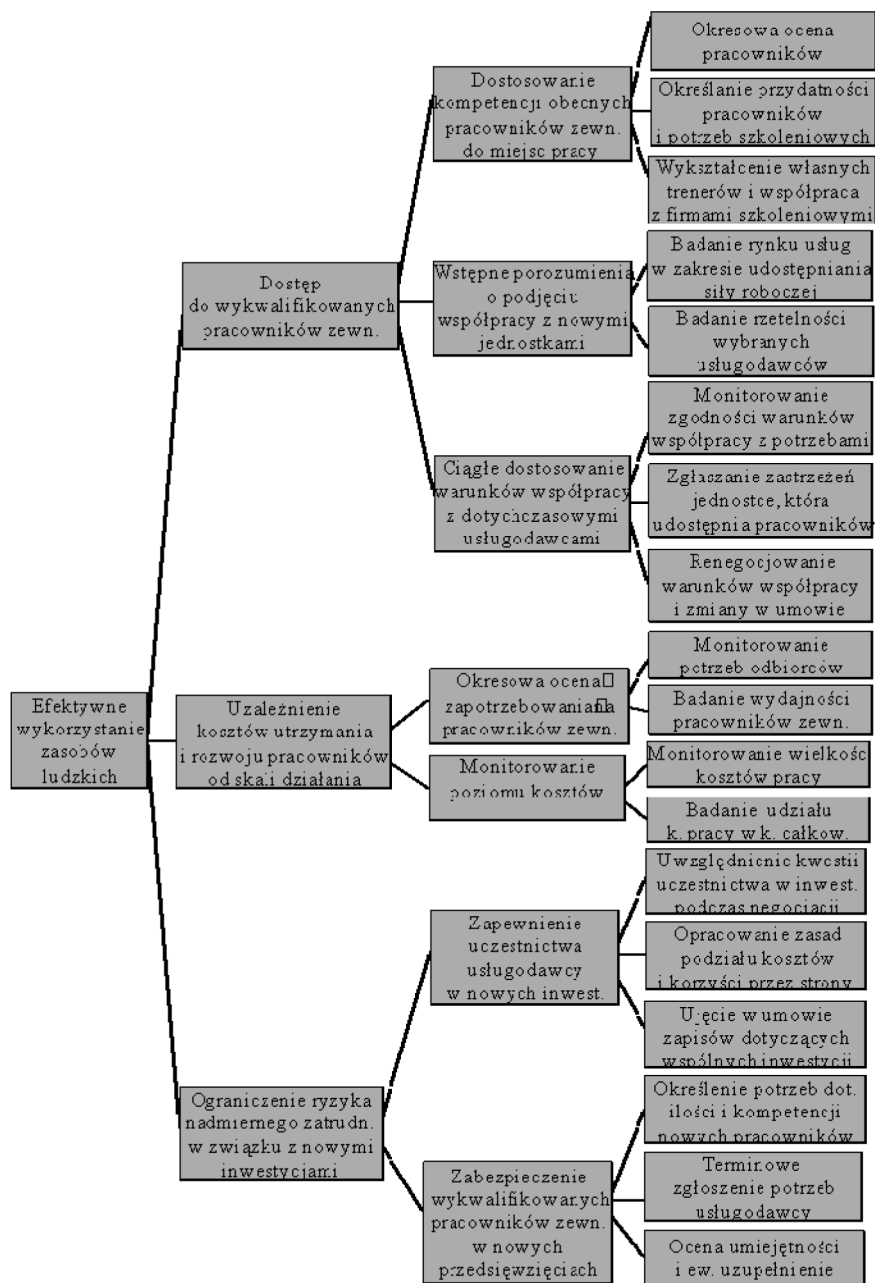 Okresowa ocena
pracowników
Dostosowanie
kompetencji obecnych
pracowników zewn.
do miejsc pracy
Określanie przydatności
pracowników
i potrzeb szkoleniowych
Wykształcenie własnych
trenerów i współpraca
z firmami szkoleniowymi
Dostęp
do wykwalifikowanych
pracowników zewn.
Wstępne porozumienia
o podjęciu
współpracy z nowymi
jednostkami
Badanie rynku usług
w zakresie udostępniania
siły roboczej
Badanie rzetelności
wybranych
usługodawców
Ciągłe dostosowanie
warunków współpracy
z dotychczasowymi
usługodawcami
Monitorowanie
zgodności warunków
współpracy z potrzebami
Zgłaszanie zastrzeżeń
jednostce, która
udostępnia pracowników
Renegocjowanie
warunków współpracy
i zmiany w umowie
Efektywne
wykorzystanie
zasobów
ludzkich
Uzależnienie
kosztów utrzymania
i rozwoju pracowników
od skali działania
Okresowa ocena
zapotrzebowania na
pracowników zewn.
Monitorowanie
potrzeb odbiorców
Badanie wydajności
pracowników zewn.
Monitorowanie
poziomu kosztów
Monitorowanie wielkośc
kosztów pracy
Badanie udziału
k. pracy w k. całkow.
Ograniczenie ryzyka
nadmiernego zatrudn.
w związku z nowymi
inwestycjami
Zapewnienie
uczestnictwa
usługodawcy
w nowych inwest.
Uwzględnienie kwestii
uczestnictwa w inwest.
podczas negocjacji
Opracowanie zasad
podziału kosztów
i korzyści przez strony
Ujęcie w umowie
zapisów dotyczących
wspólnych inwestycji
Zabezpieczenie
wykwalifikowanych
pracowników zewn.
w nowych
przedsięwzięciach
Określenie potrzeb dot.
ilości i kompetencji
nowych pracowników
Terminowe
zgłoszenie potrzeb
usługodawcy
Ocena umiejętności
i ew. uzupełnienie